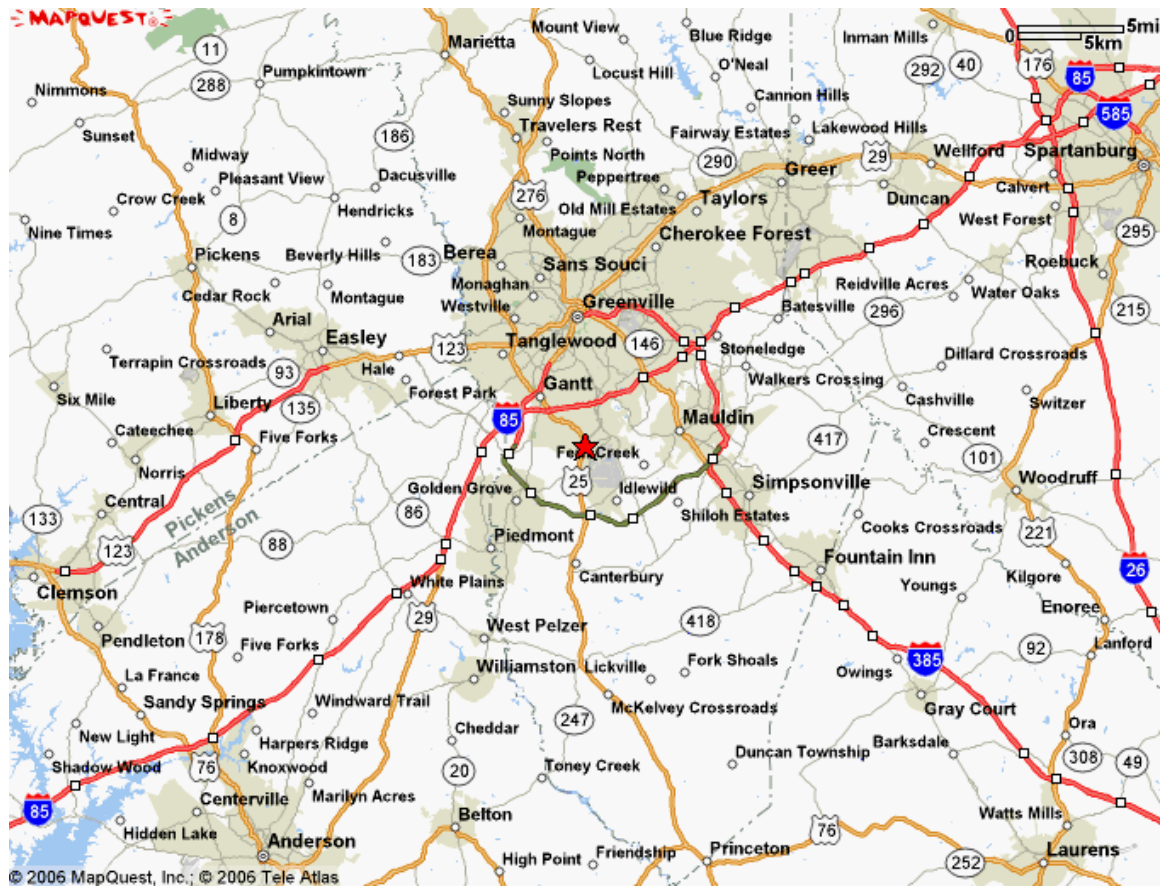 MAPQUEST
5mi
0
5km
Mount View
Blue Ridge
Inman Mills
11
Marietta
Locust Hill
O'Neal
292
40
176
85
288
Pumpkintown
Nimmons
Sunny Slopes
Cannon Hills
585
Sunset
186
Travelers Rest
Fairway Estates
Lakewood Hills
Midway
Points North
290
29
Wellford
Spartanburg
Pleasant View
Dacusville
Peppertree
Greer
Crow Creek
276
Old Mill Estates
Taylors
Duncan
Calvert
8
Hendricks
West Forest
Nine Times
Montague
295
Pickens
Beverly Hills
183
Berea
Cherokee Forest
Roebuck
Sans Souci
Cedar Rock
Montague
Monaghan
Reidville Acres
Water Oaks
Westville
Greenville
Batesville
296
215
Arial
Easley
123
Tanglewood
146
Stoneledge
Terrapin Crossroads
93
Hale
Dillard Crossroads
Walkers Crossing
Six Mile
135
Forest Park
Gantt
Cashville
Switzer
Liberty
85
Mauldin
Cateechee
Five Forks
417
Crescent
Norris
101
25
Woodruff
Central
Golden Grove
Idlewild
Simpsonville
133
Pickens
86
Shiloh Estates
Cooks Crossroads
123
Anderson
88
Piedmont
221
Fountain Inn
Clemson
Canterbury
Kilgore
26
White Plains
Youngs
Piercetown
29
Enoree
Pendleton
178
Five Forks
West Pelzer
418
92
Lanford
La France
Williamston
Lickville
Fork Shoals
Owings
385
Sandy Springs
Windward Trail
247
McKelvey Crossroads
Gray Court
New Light
Harpers Ridge
Cheddar
Ora
Shadow Wood
76
Knoxwood
20
Toney Creek
Duncan Township
Barksdale
308
49
85
Centerville
Marilyn Acres
Hidden Lake
Belton
76
Watts Mills
Anderson
High Point
Friendship
Princeton
252
Laurens
© 2006 MapQuest, Inc.; © 2006 Tele Atlas